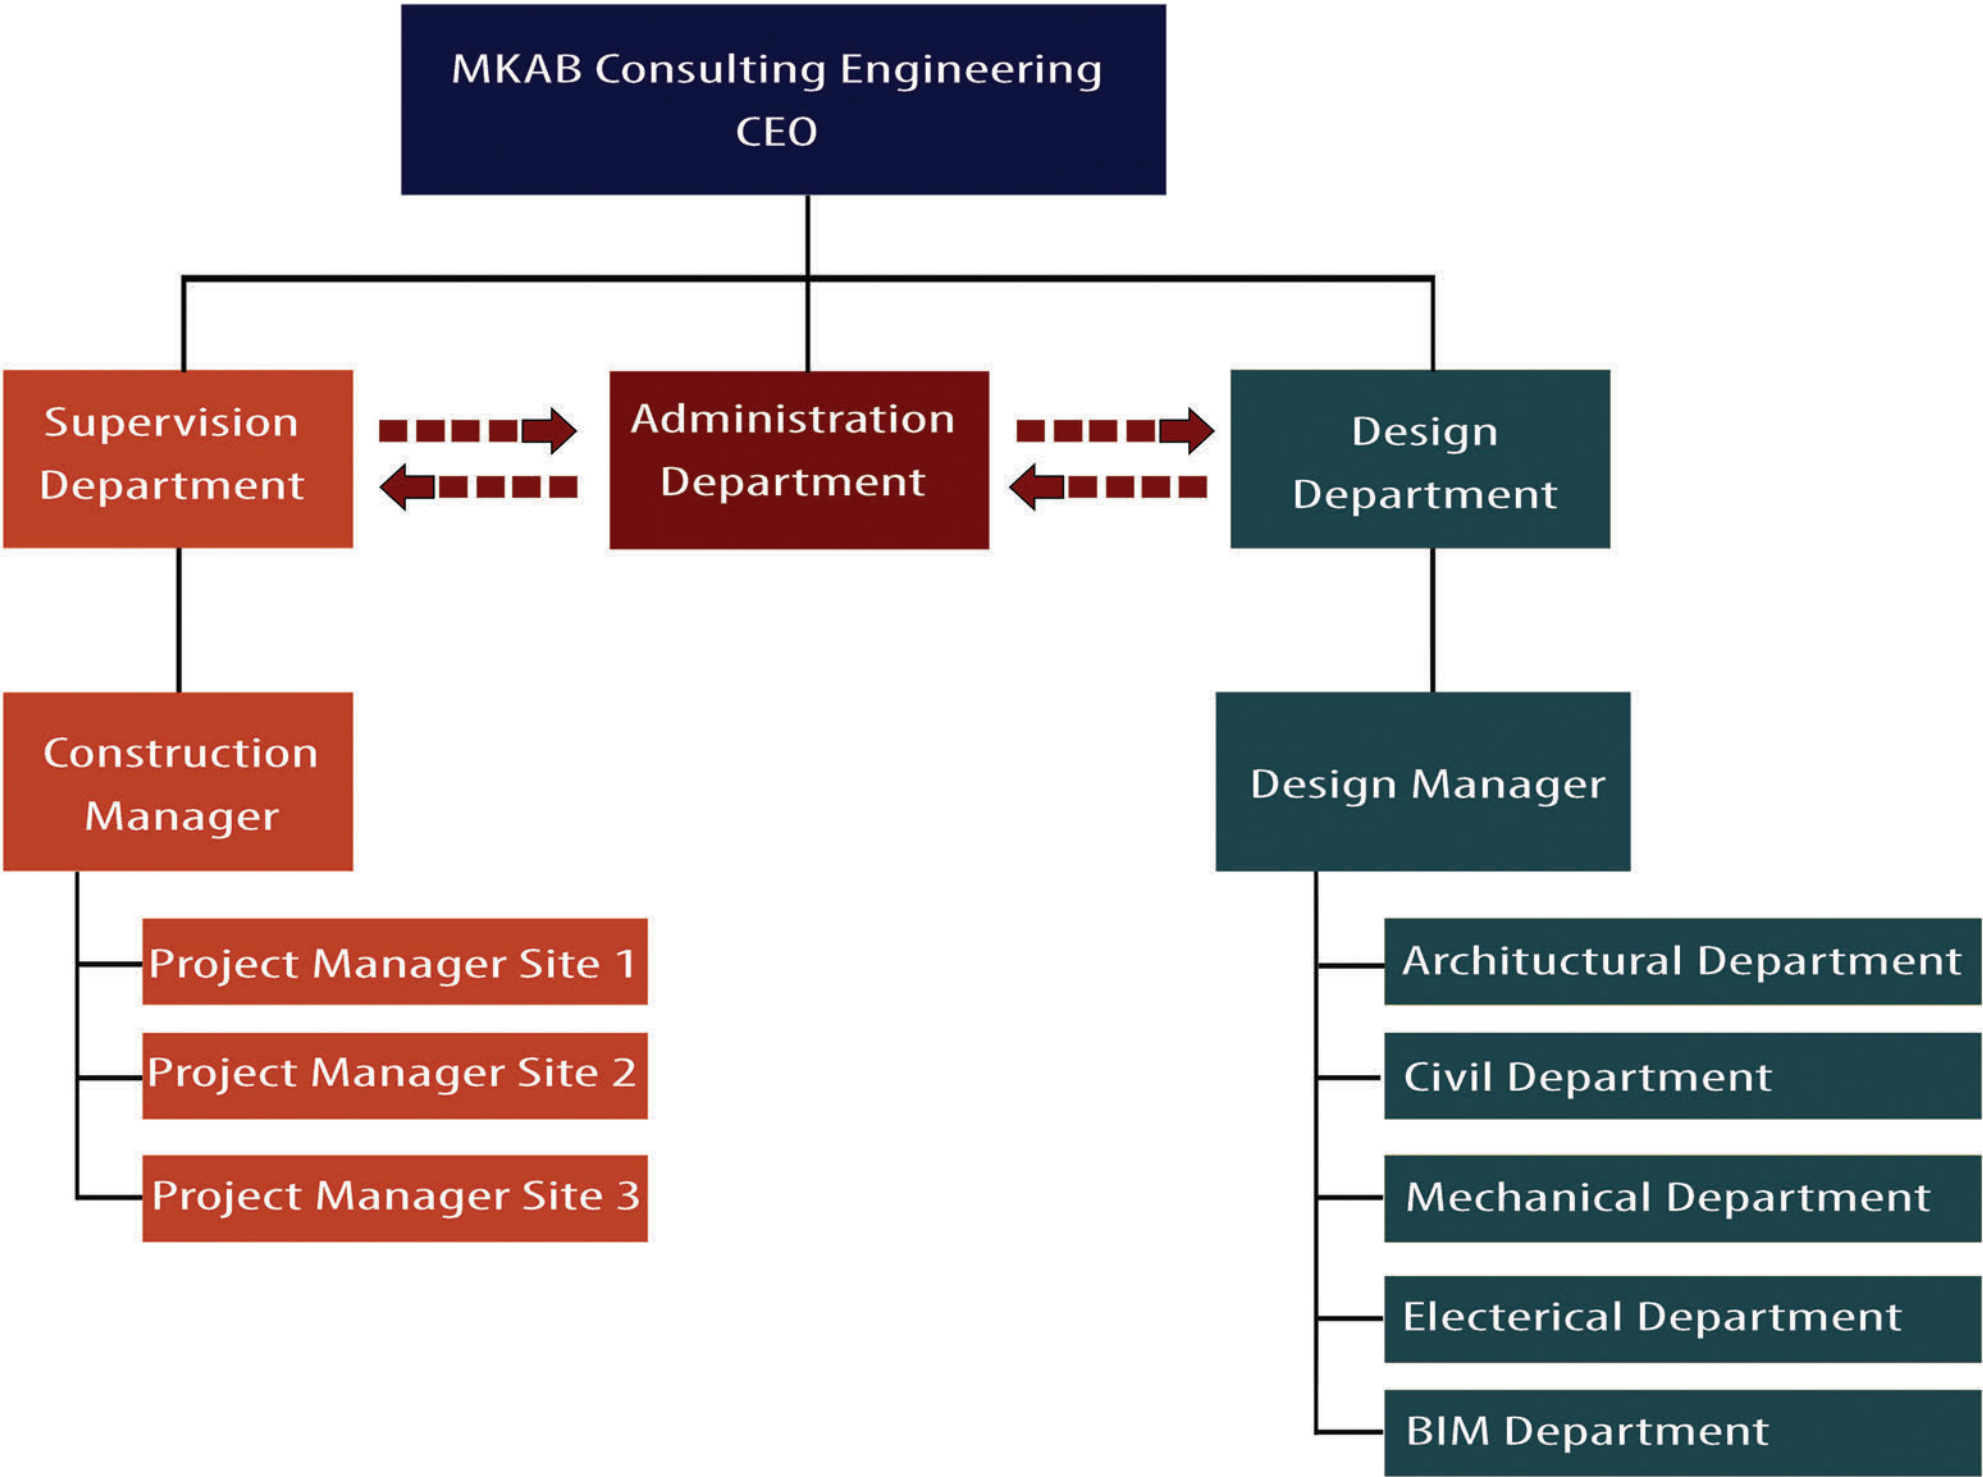 MKAB Consulting Engineering
CEO
Supervision
Department
Administration
Department
Design
Department
Construction
Manager
Design Manager
Project Manager Site 1
Project Manager Site 2
Project Manager Site 3
Archituctural Department
Civil Department
Mechanical Department
Electerical Department
BIM Department